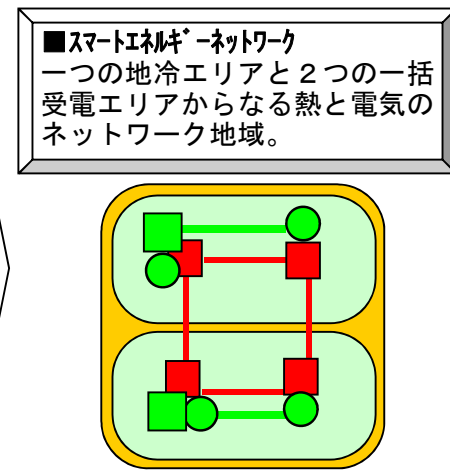 ■スマートエネルギーネットワーク
一つの地冷エリアと２つの一括
受電エリアからなる熱と電気の
ネットワーク地域。